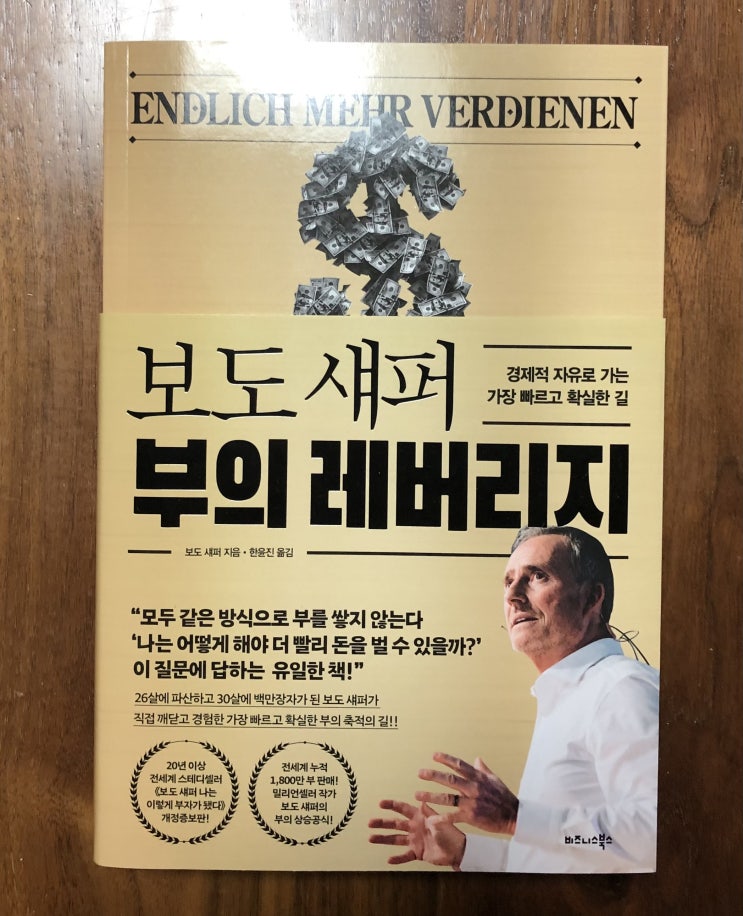 ENDLICH MEHR VERDIENEN
보도 섀퍼
경제적 자유로 가는
가장 빠르고 확실한 길
부의 레버리지
보도 섀퍼 지음 • 한윤진 옮김
“모두 같은 방식으로 부를 쌓지 않는다
‘나는 어떻게 해야 더 빨리 돈을 벌 수 있을까?’
이 질문에 답하는 유일한 책!”
26살에 파산하고 30살에 백만장자가 된 보도 섀퍼가
직접 깨닫고 경험한 가장 빠르고 확실한 부의 축적의 길!!
20년 이상
전세계 스테디셀러
《보도 섀퍼 나는
이렇게 부자가 됐다》
개정증보판!
전세계 누적
1,800만 부 판매!
밀리언셀러 작가
보도 섀퍼의
부의 상승공식!
비즈니스북스